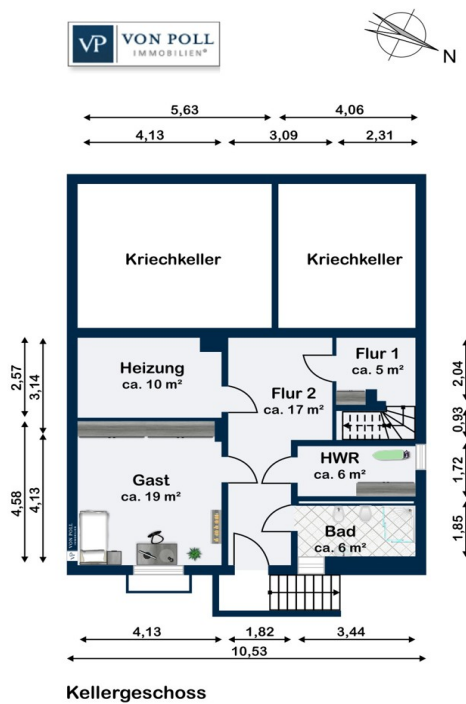 VP VON POLL
IMMOBILIEN®
N
5,63 4,06
4,13 3,09 2,31
Kriechkeller Kriechkeller
Heizung
ca. 10 m²
Flur 2
ca. 17 m²
Flur 1
ca. 5 m²
2,57
3,14
2,04
0,93
HWR
ca. 6 m²
1,72
Gast
ca. 19 m²
4,58
4,13
Bad
ca. 6 m²
1,85
VP VON POLL
4,13 1,82 3,44
10,53
Kellergeschoss